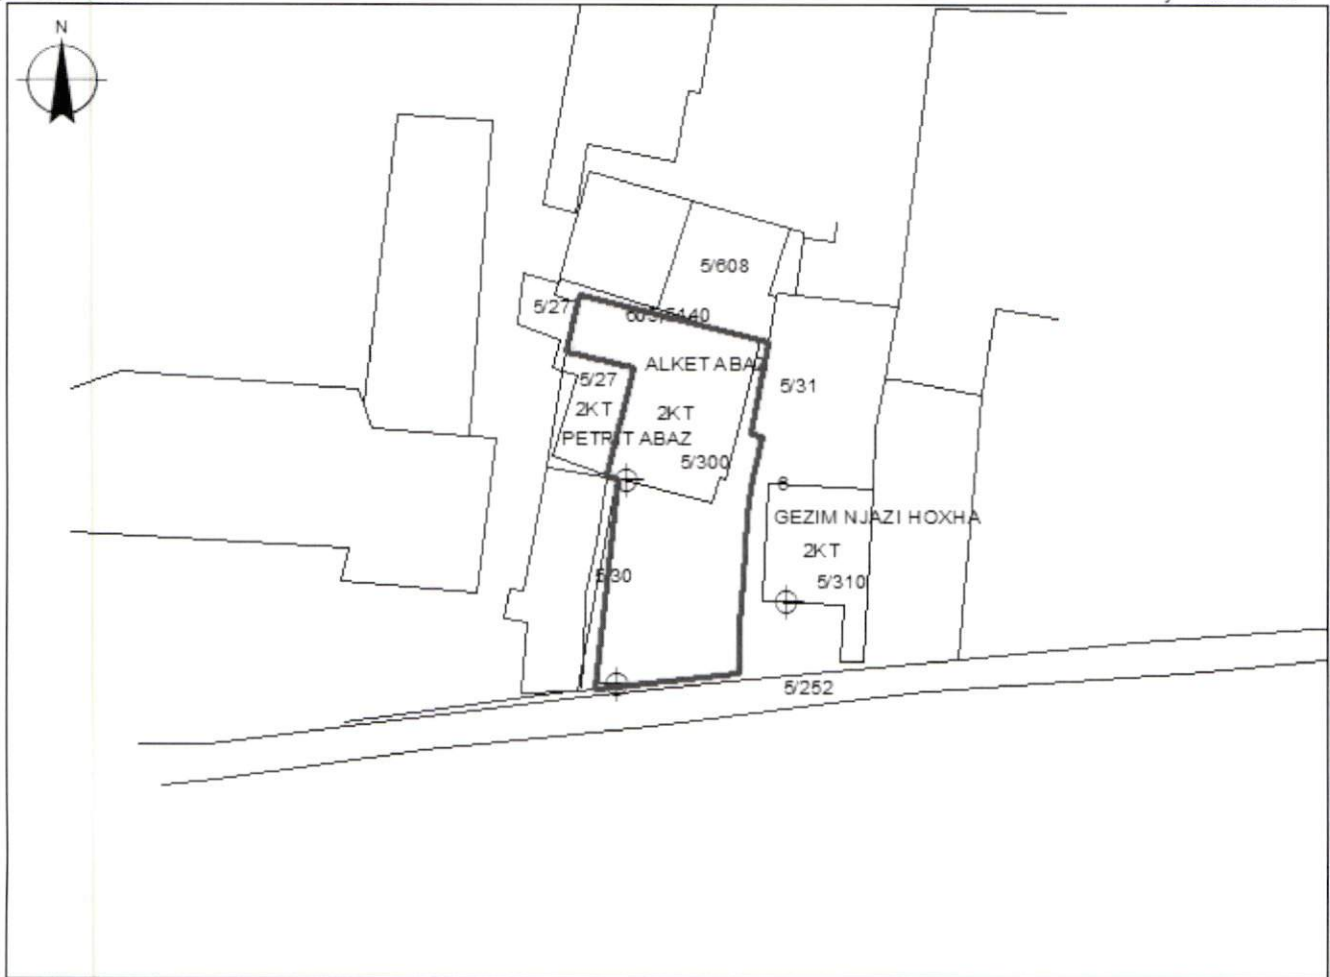 N
5/608
5/27
ALKET ABAZ
5/27
5/31
2KT
2KT
PETRIT ABAZ
5/300
6
GEZIM NJAZI HOXHA
2KT
5/30
5/310
5/252